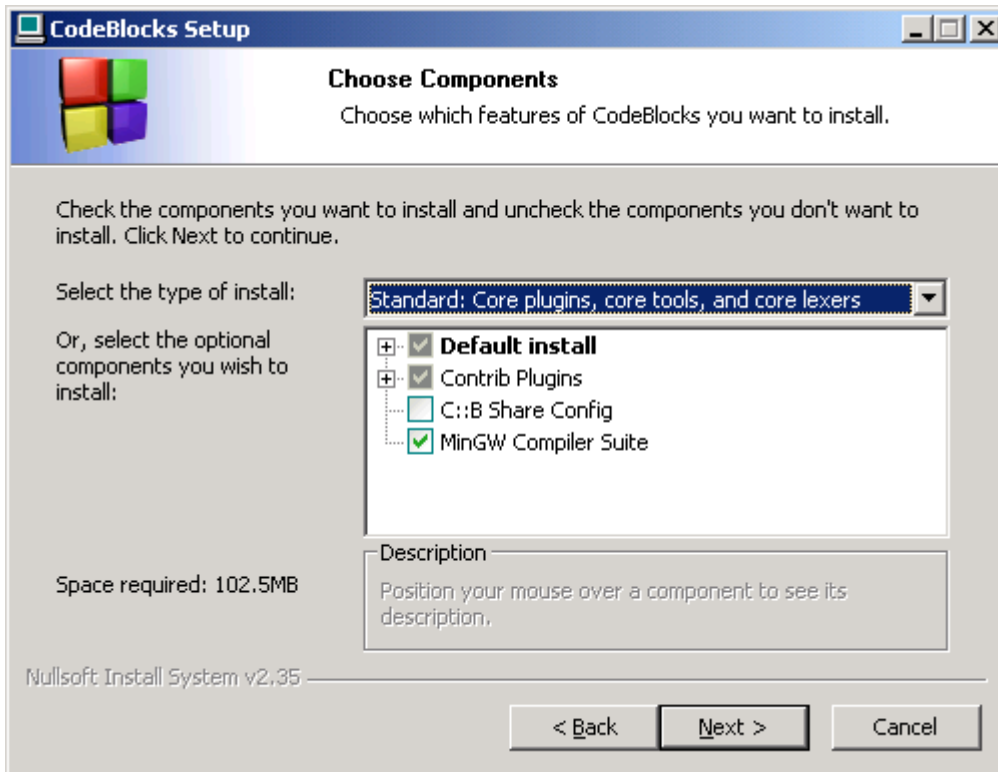 CodeBlocks Setup
Choose Components
Choose which features of CodeBlocks you want to install.
Check the components you want to install and uncheck the components you don't want to
install. Click Next to continue.
Select the type of install:
Standard: Core plugins, core tools, and core lexers
Or, select the optional
components you wish to
install:
Default install
Contrib Plugins
C::B Share Config
MinGW Compiler Suite
Space required: 102.5MB
Description
Position your mouse over a component to see its
description.
Nullsoft Install System v2.35
< Back
Next >
Cancel